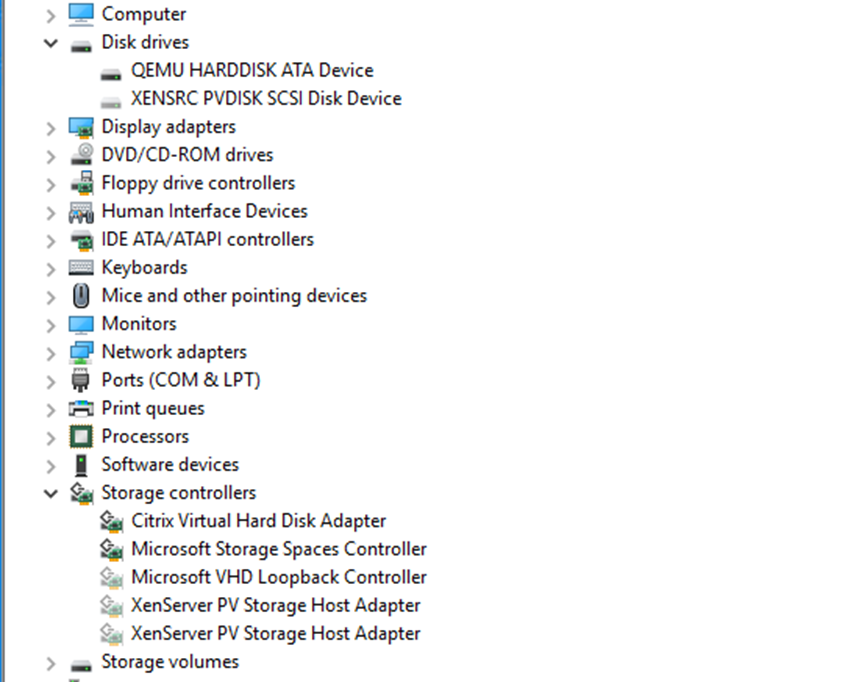 Computer
Disk drives
QEMU HARDDISK ATA Device
XENSRC PVDISK SCSI Disk Device
Display adapters
DVD/CD-ROM drives
Floppy drive controllers
Human Interface Devices
IDE ATA/ATAPI controllers
Keyboards
Mice and other pointing devices
Monitors
Network adapters
Ports (COM & LPT)
Print queues
Processors
Software devices
Storage controllers
Citrix Virtual Hard Disk Adapter
Microsoft Storage Spaces Controller
Microsoft VHD Loopback Controller
XenServer PV Storage Host Adapter
XenServer PV Storage Host Adapter
Storage volumes